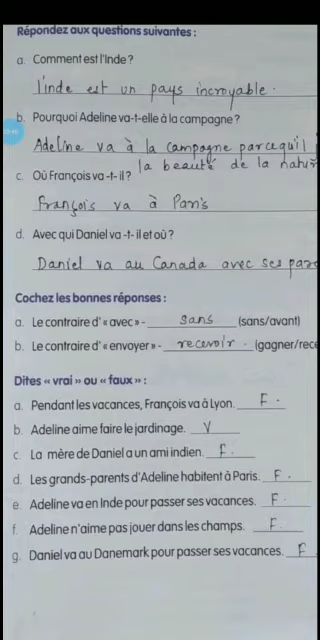 Répondez aux questions suivantes :
a. Comment est l'Inde ?
l'inde est un pays incroyable.
b. Pourquoi Adeline va-t-elle à la campagne ?
Adeline va à la campagne parcequ'il
la beauté de la
c. Où François va -t- il ?
François va à Paris
d. Avec qui Daniel va -t- il et où ?
Daniel va au Canada avec ses
Cochez les bonnes réponses :
a. Le contraire d' « avec » - sans (sans/avant)
b. Le contraire d' « envoyer » - recevoir. (gagner/rece
Dites « vrai » ou « faux » :
a. Pendant les vacances, François va à Lyon. F.
b. Adeline aime faire le jardinage. V
c. La mère de Daniel a un ami indien. F.
d. Les grands-parents d'Adeline habitent à Paris. F.
e. Adeline va en Inde pour passer ses vacances. F.
f. Adeline n'aime pas jouer dans les champs. F.
g. Daniel va au Danemark pour passer ses vacances. F